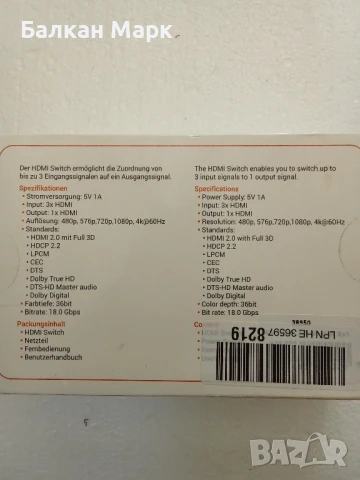 Балкан Марк
Der HDMI Switch ermöglicht die Zuordnung von
bis zu 3 Eingangssignalen auf ein Ausgangssignal.
Spezifikationen
• Stromversorgung: 5V 1A
• Input: 3x HDMI
• Output: 1x HDMI
• Auflösung: 480p, 576p,720p,1080p, 4k@60Hz
• Standards:
• HDMI 2.0 mit Full 3D
• HDCP 2.2
• LPCM
• CEC
• DTS
• Dolby True HD
• DTS-HD Master audio
• Dolby Digital
• Farbtiefe: 36bit
• Bitrate: 18.0 Gbps
Packungsinhalt
• HDMI Switch
• Netzteil
• Fernbedienung
• Benutzerhandbuch
The HDMI Switch enables you to switch up to
3 input signals to 1 output signal.
Specifications
• Power Supply: 5V 1A
• Input: 3x HDMI
• Output: 1x HDMI
• Resolution: 480p, 576p,720p,1080p, 4k@60Hz
• Standards:
• HDMI 2.0 with Full 3D
• HDCP 2.2
• LPCM
• CEC
• DTS
• Dolby True HD
• DTS-HD Master audio
• Dolby Digital
• Color depth: 36bit
• Bit rate: 18.0 Gbps
LPN HE 36597
8219
BAZAR